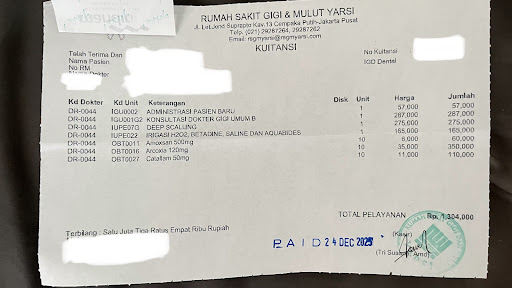 RUMAH SAKIT GIGI & MULUT YARSI
Jl. LetJend Suprapto Kav.13 Cempaka Putih-Jakarta Pusat
Telp. (021) 29287264, 29287262
Email: rsgmyarsi@rsgmyarsi.com
KUITANSI
Telah Terima Dari
No Kuitansi
Nama Pasien
IGD Dental
No RM
Nama Dokter
Kd Dokter Kd Unit Keterangan Disk Unit Harga Jumlah
DR-0044 IGU0002 ADMINISTRASI PASIEN BARU 1 57,000 57,000
DR-0044 IGU001G2 KONSULTASI DOKTER GIGI UMUM B 1 287,000 287,000
DR-0044 IUPE07G DEEP SCALLING 1 275,000 275,000
DR-0044 IUPE022 IRIGASI H2O2, BETADINE, SALINE DAN AQUABIDES 1 165,000 165,000
DR-0044 OBT0011 Amoxsan 500mg 10 6,000 60,000
DR-0044 OBT0016 Arcoxia 120mg 10 35,000 350,000
DR-0044 OBT0027 Cataflam 50mg 10 11,000 110,000
TOTAL PELAYANAN Rp. 1,304,000
Terbilang : Satu Juta Tiga Ratus Empat Ribu Rupiah
(Kasir)
PAID 24 DEC 2025